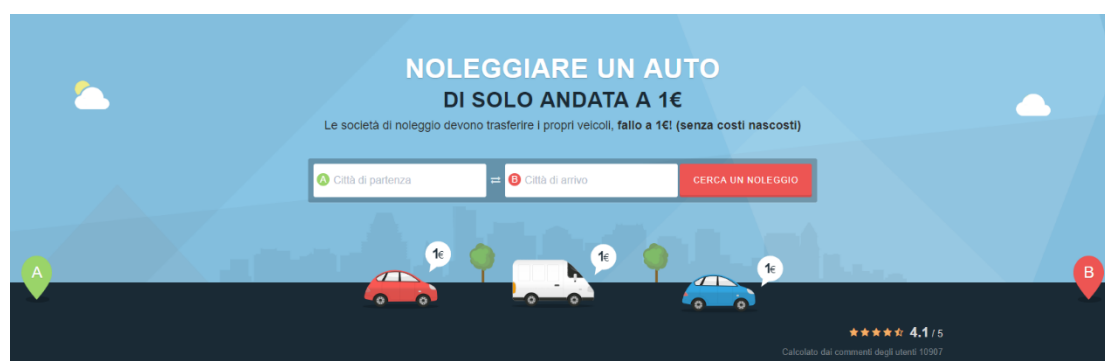 NOLEGGIARE UN AUTO
DI SOLO ANDATA A 1€
Le società di noleggio devono trasferire i propri veicoli, fallo a 1€! (senza costi nascosti)
A Città di partenza ⇄ B Città di arrivo CERCA UN NOLEGGIO
1€ 1€ 1€
A B
4.1 / 5
Calcolato dai commenti degli utenti 10907